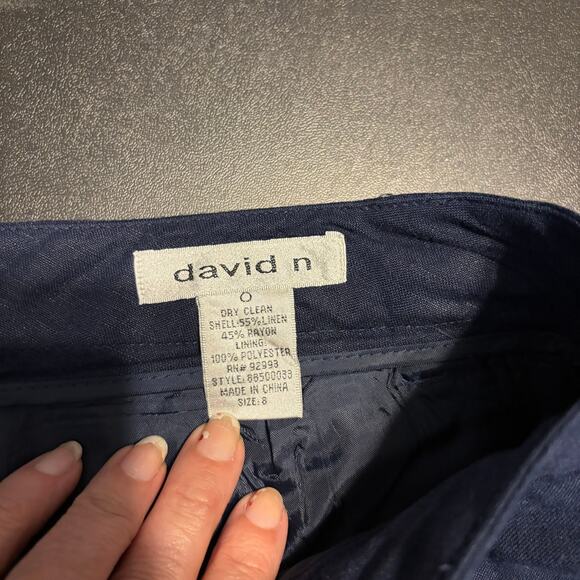 david n
O
DRY CLEAN
SHELL:55%LINEN
45% RAYON
LINING:
100% POLYESTER
RN# 92993
STYLE: 88500033
MADE IN CHINA
SIZE: 8